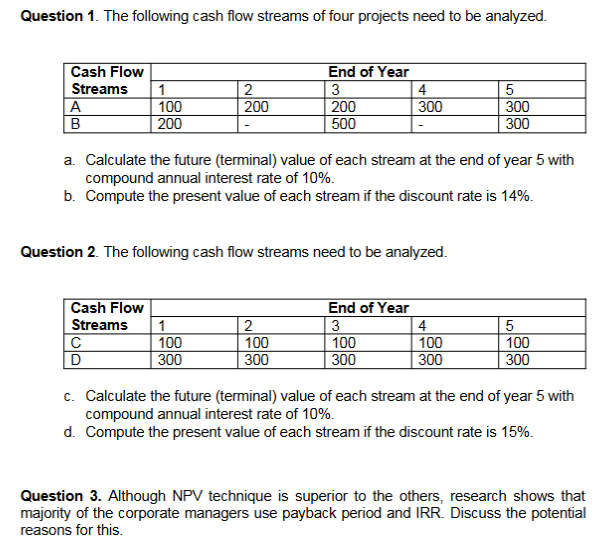 Question 1. The following cash flow streams of four projects need to be analyzed.
Cash Flow Streams End of Year
1 2 3 4 5
A 100 200 200 300 300
B 200 - 500 - 300
a. Calculate the future (terminal) value of each stream at the end of year 5 with
compound annual interest rate of 10%.
b. Compute the present value of each stream if the discount rate is 14%.
Question 2. The following cash flow streams need to be analyzed.
Cash Flow Streams End of Year
1 2 3 4 5
C 100 100 100 100 100
D 300 300 300 300 300
c. Calculate the future (terminal) value of each stream at the end of year 5 with
compound annual interest rate of 10%.
d. Compute the present value of each stream if the discount rate is 15%.
Question 3. Although NPV technique is superior to the others, research shows that
majority of the corporate managers use payback period and IRR. Discuss the potential
reasons for this.